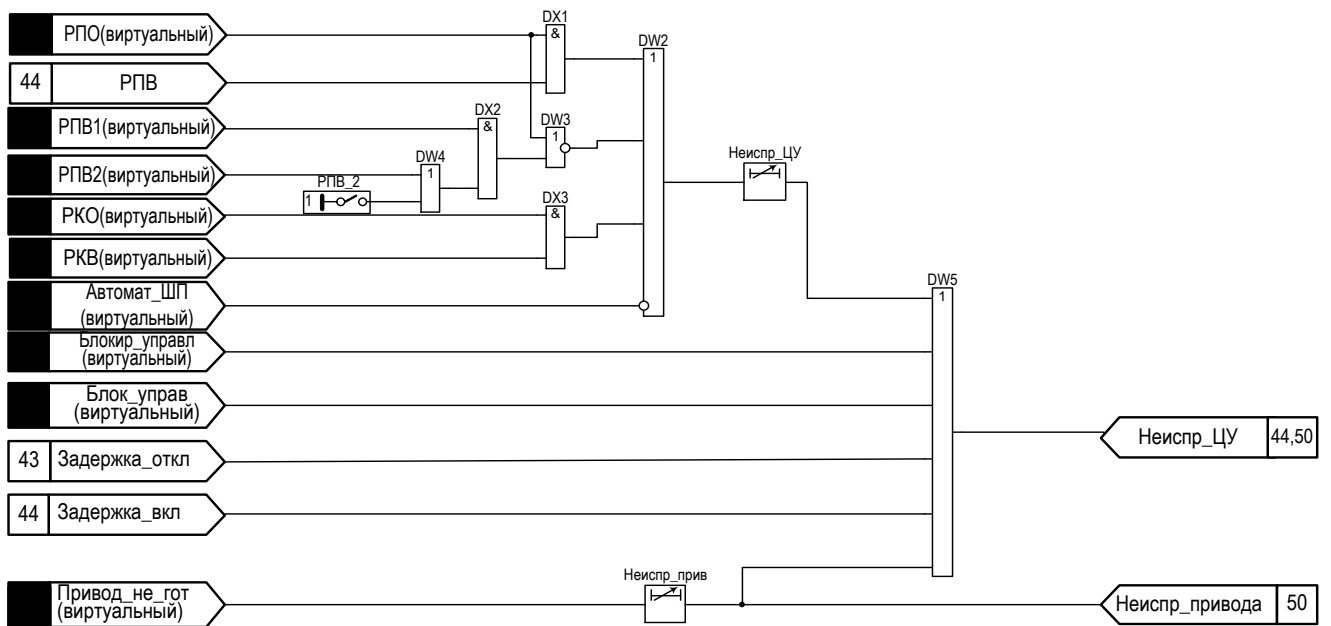 РПО(виртуальный)
44 РПВ
РПВ1(виртуальный)
РПВ2(виртуальный)
РКО(виртуальный)
РКВ(виртуальный)
Автомат_ШП
(виртуальный)
Блокир_управл
(виртуальный)
Блок_управ
(виртуальный)
43 Задержка_откл
44 Задержка_вкл
Привод_не_гот
(виртуальный)
РПВ_2
1
DW4
1
DX2
&
DX1
&
DW3
1
DX3
&
DW2
1
Неиспр_ЦУ
Неиспр_прив
DW5
1
Неиспр_ЦУ 44,50
Неиспр_привода 50